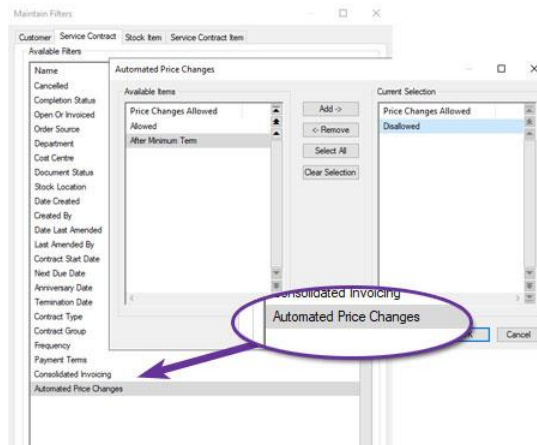 Maintain Filters
Customer Service Contract Stock Item Service Contract Item
Available Filters
Name
Cancelled
Completion Status
Open Or Invoiced
Order Source
Department
Cost Centre
Document Status
Stock Location
Date Created
Created By
Date Last Amended
Last Amended By
Contract Start Date
Next Due Date
Anniversary Date
Termination Date
Contract Type
Contract Group
Frequency
Payment Terms
Consolidated Invoicing
Automated Price Changes
Automated Price Changes
Available Items
Price Changes Allowed
Allowed
After Minimum Term
Add ->
<- Remove
Select All
Clear Selection
Current Selection
Price Changes Allowed
Disallowed
Consolidated Invoicing
Automated Price Changes
Cancel